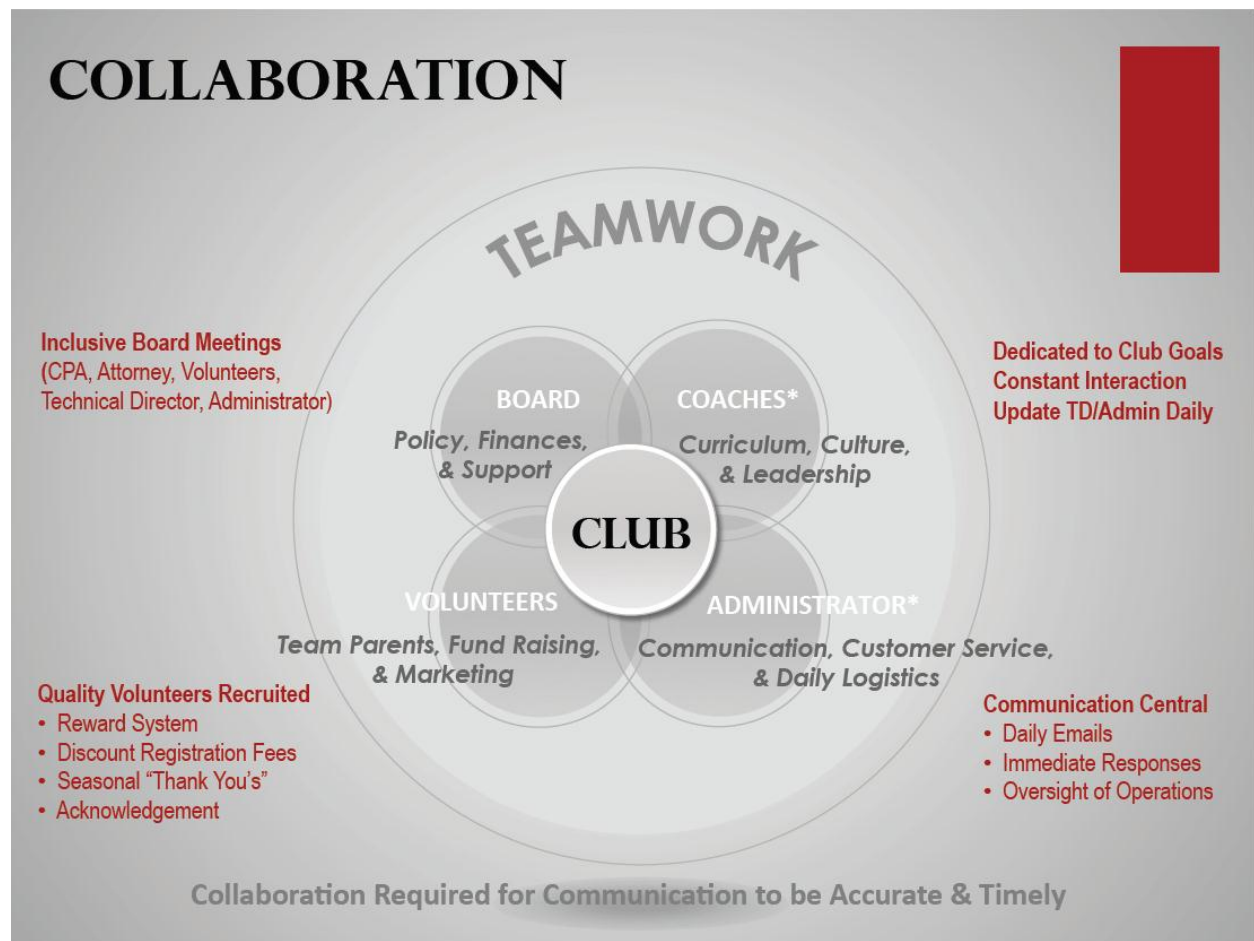 COLLABORATION
TEAMWORK
Inclusive Board Meetings
(CPA, Attorney, Volunteers,
Technical Director, Administrator)
BOARD
Policy, Finances,
& Support
COACHES*
Curriculum, Culture,
& Leadership
Dedicated to Club Goals
Constant Interaction
Update TD/Admin Daily
CLUB
VOLUNTEERS
Team Parents, Fund Raising,
& Marketing
ADMINISTRATOR*
Communication, Customer Service,
& Daily Logistics
Quality Volunteers Recruited
• Reward System
• Discount Registration Fees
• Seasonal “Thank You’s”
• Acknowledgement
Communication Central
• Daily Emails
• Immediate Responses
• Oversight of Operations
Collaboration Required for Communication to be Accurate & Timely